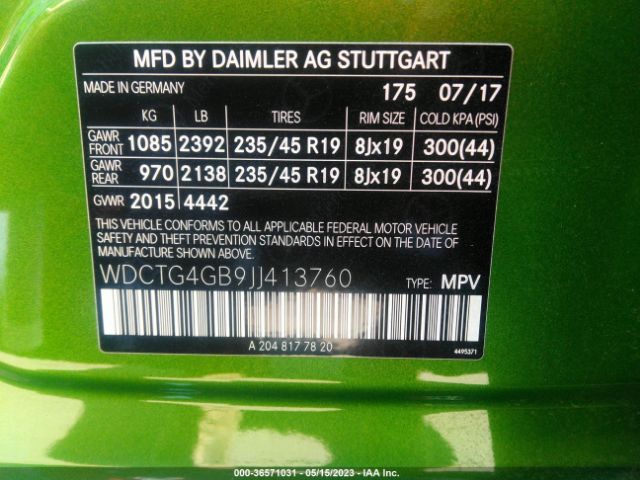 MFD BY DAIMLER AG STUTTGART
MADE IN GERMANY 175 07/17
KG LB TIRES RIM SIZE COLD KPA (PSI)
GAWR FRONT 1085 2392 235/45 R19 8Jx19 300(44)
GAWR REAR 970 2138 235/45 R19 8Jx19 300(44)
GVWR 2015 4442
THIS VEHICLE CONFORMS TO ALL APPLICABLE FEDERAL MOTOR VEHICLE
SAFETY AND THEFT PREVENTION STANDARDS IN EFFECT ON THE DATE OF
MANUFACTURE SHOWN ABOVE.
WDCTG4GB9JJ413760 TYPE: MPV
A 204 817 78 20
4495371
000-36571031 - 05/15/2023 - IAA Inc.